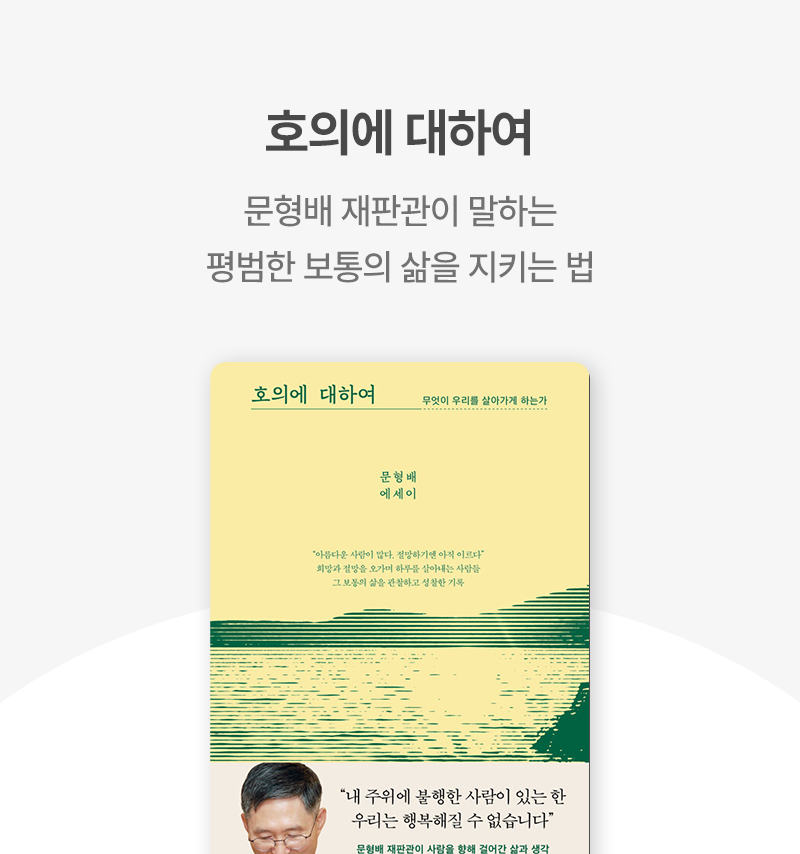 호의에 대하여
문형배 재판관이 말하는
평범한 보통의 삶을 지키는 법
호의에 대하여
무엇이 우리를 살아가게 하는가
문형배
에세이
“아름다운 사람이 많다, 절망하기엔 아직 이르다”
희망과 절망을 오가며 하루를 살아내는 사람들
그 보통의 삶을 관찰하고 성찰한 기록
“내 주위에 불행한 사람이 있는 한
우리는 행복해질 수 없습니다”
문형배 재판관이 사람을 향해 걸어간 삶과 생각